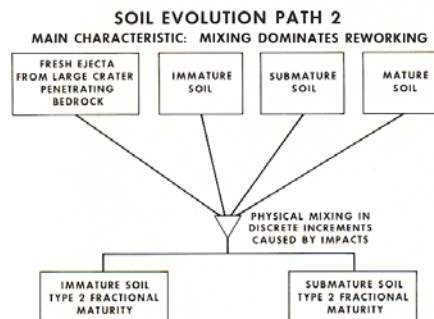 SOIL EVOLUTION PATH 2
MAIN CHARACTERISTIC: MIXING DOMINATES REWORKING
FRESH EJECTA
FROM LARGE CRATER
PENETRATING
BEDROCK
IMMATURE
SOIL
SUBMATURE
SOIL
MATURE
SOIL
PHYSICAL MIXING IN
DISCRETE INCREMENTS
CAUSED BY IMPACTS
IMMATURE SOIL
TYPE 2 FRACTIONAL
MATURITY
SUBMATURE SOIL
TYPE 2 FRACTIONAL
MATURITY